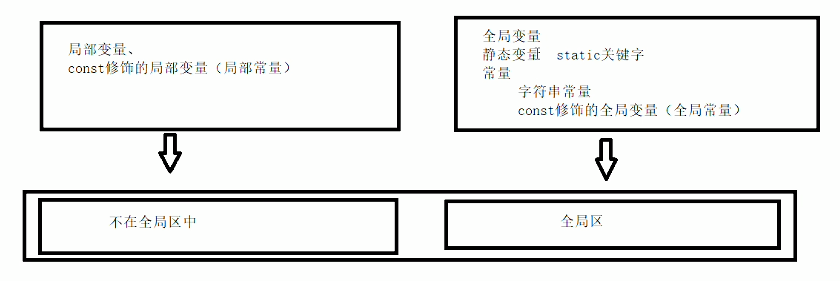 局部变量、
const修饰的局部变量（局部常量）
全局变量
静态变量 static关键字
常量
字符串常量
const修饰的全局变量（全局常量）
不在全局区中
全局区